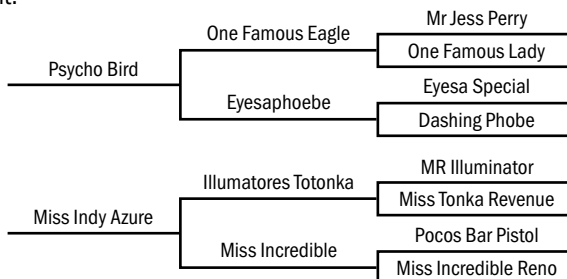 Mr Jess Perry
One Famous Eagle
One Famous Lady
Psycho Bird
Eyesa Special
Eyesaphoebe
Dashing Phobe
MR Illuminator
Illumatores Totonka
Miss Tonka Revenue
Miss Indy Azure
Pocos Bar Pistol
Miss Incredible
Miss Incredible Reno